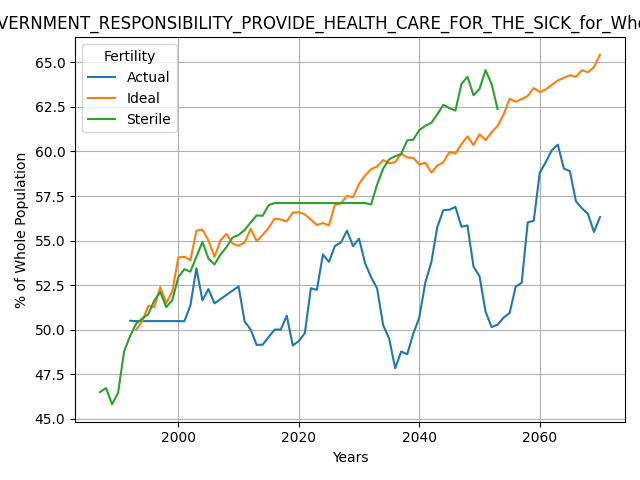 VERNMENT_RESPONSIBILITY_PROVIDE_HEALTH_CARE_FOR_THE_SICK_for_Who
Fertility
Actual
Ideal
Sterile
65.0
62.5
60.0
57.5
55.0
52.5
50.0
47.5
45.0
% of Whole Population
2000
2020
2040
2060
Years